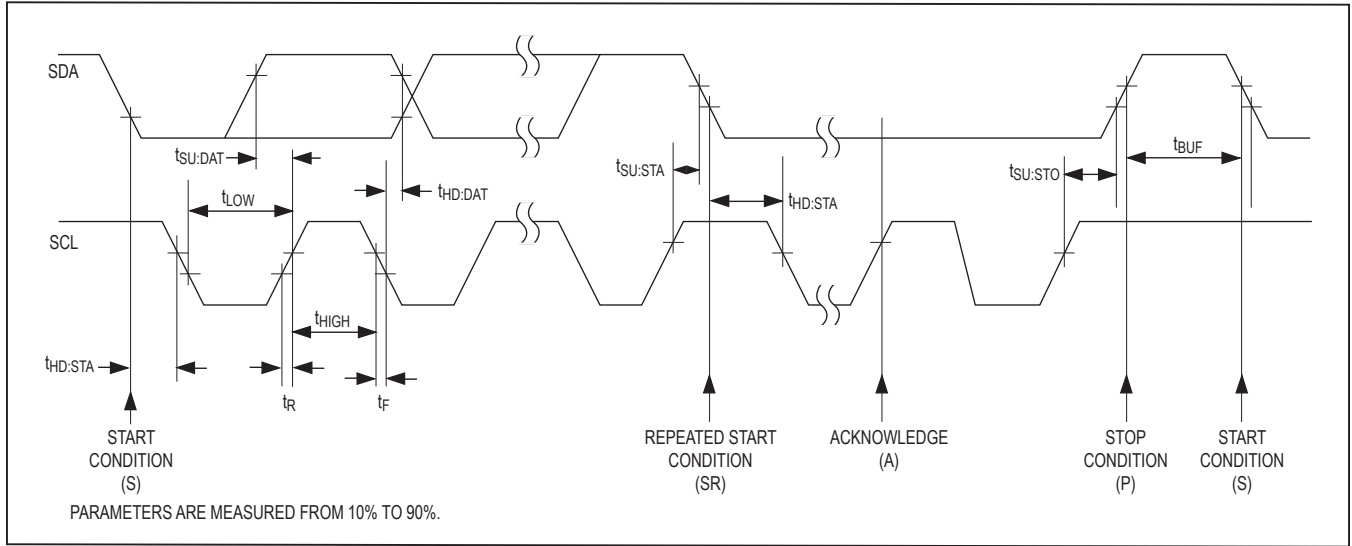 SDA
tSU:DAT
tHD:DAT
tSU:STA
tHD:STA
tSU:STO
tBUF
tLOW
SCL
tHIGH
tHD:STA
tR
tF
START
CONDITION
(S)
REPEATED START
CONDITION
(SR)
ACKNOWLEDGE
(A)
STOP
CONDITION
(P)
START
CONDITION
(S)
PARAMETERS ARE MEASURED FROM 10% TO 90%.